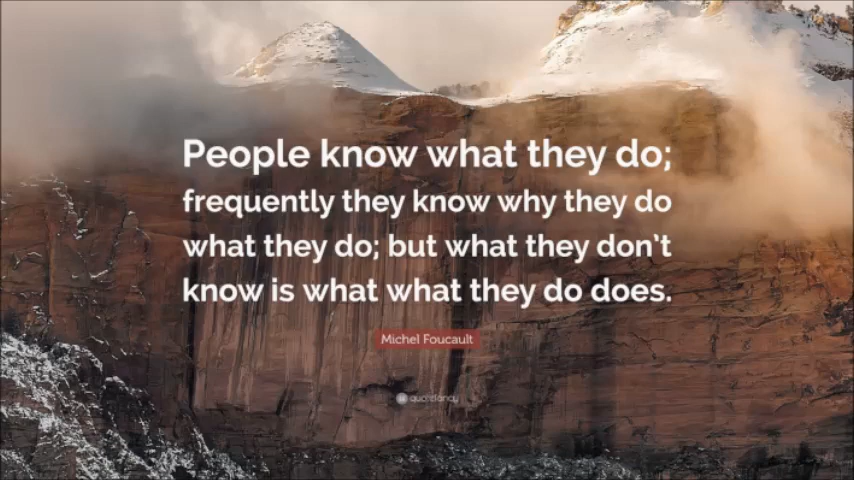 People know what they do;
frequently they know why they do
what they do; but what they don't
know is what what they do does.
Michel Foucault
quotefancy